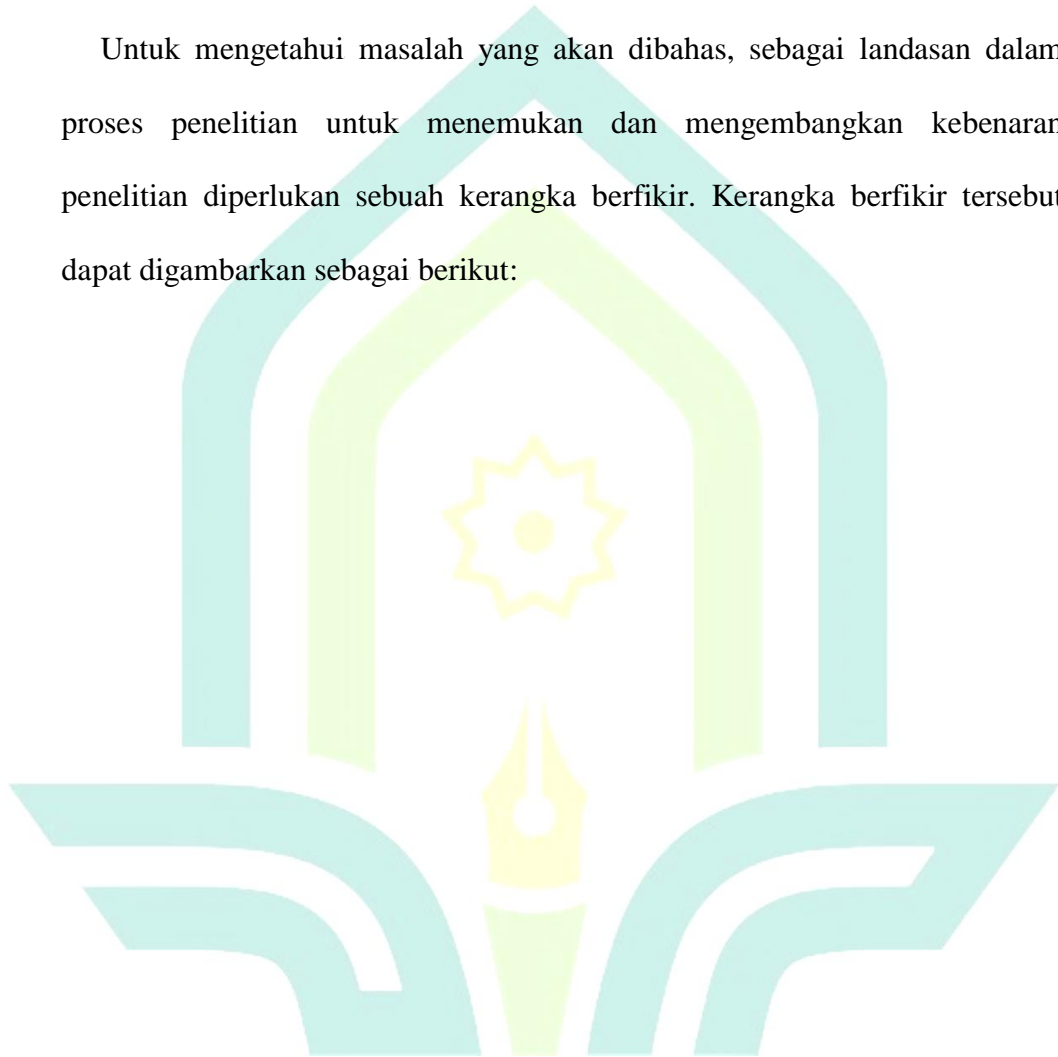 Untuk mengetahui masalah yang akan dibahas, sebagai landasan dalam
proses penelitian untuk menemukan dan mengembangkan kebenaran
penelitian diperlukan sebuah kerangka berfikir. Kerangka berfikir tersebut
dapat digambarkan sebagai berikut: